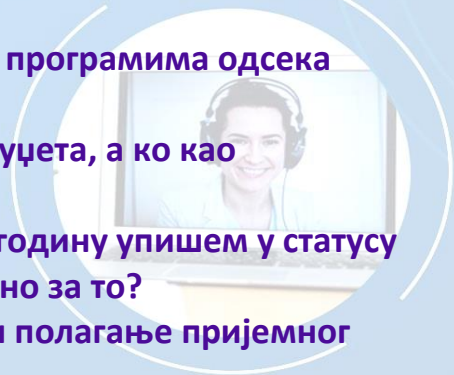 програмима одсека
уџета, а ко као
годину упишем у статусу
но за то?
полагање пријемног